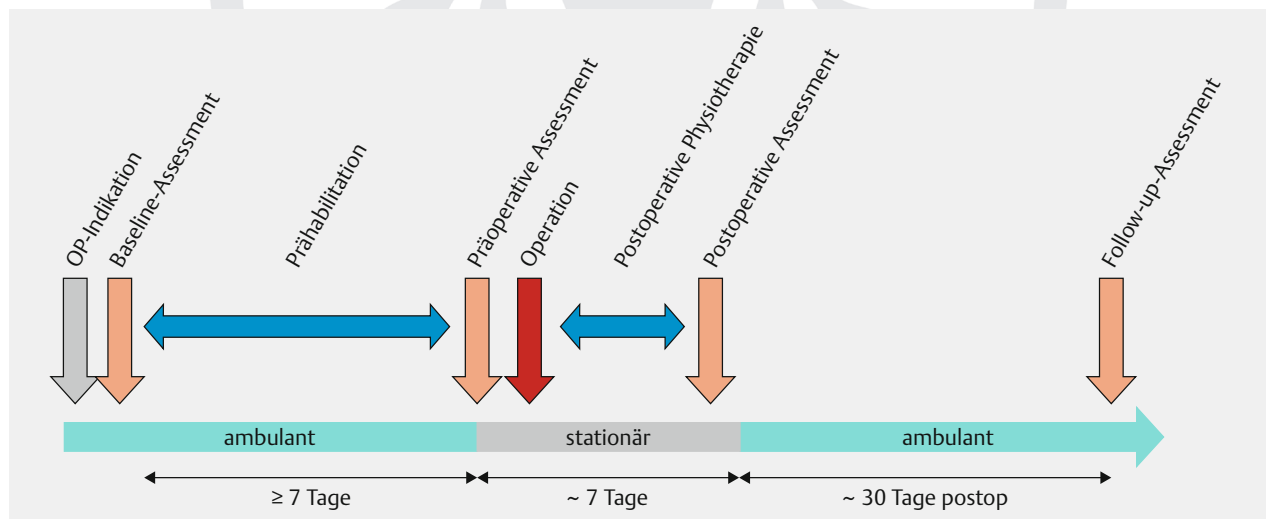 OP-Indikation
Baseline-Assessment
Prähabilitation
Präoperative Assessment
Operation
Postoperative Physiotherapie
Postoperative Assessment
Follow-up-Assessment
ambulant
stationär
ambulant
≥ 7 Tage
~ 7 Tage
~ 30 Tage postop